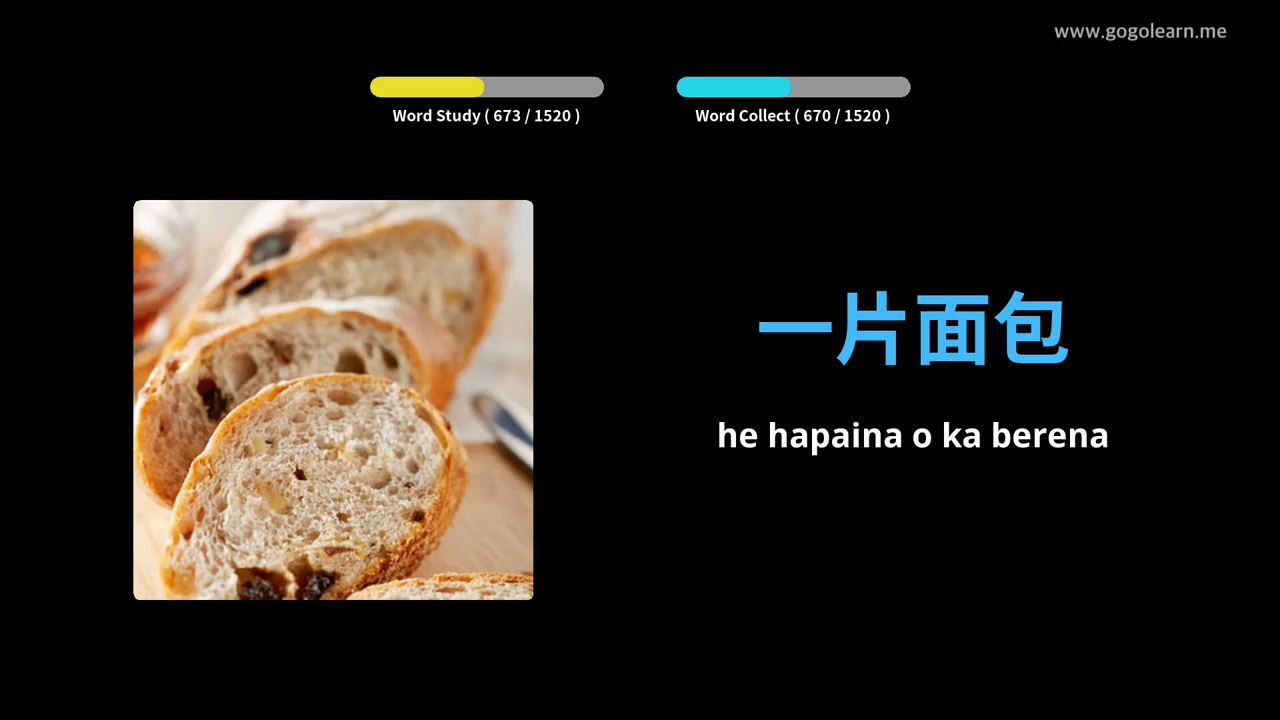 www.gogolearn.me
Word Study ( 673 / 1520 )
Word Collect ( 670 / 1520 )
一片面包
he hapaina o ka berena